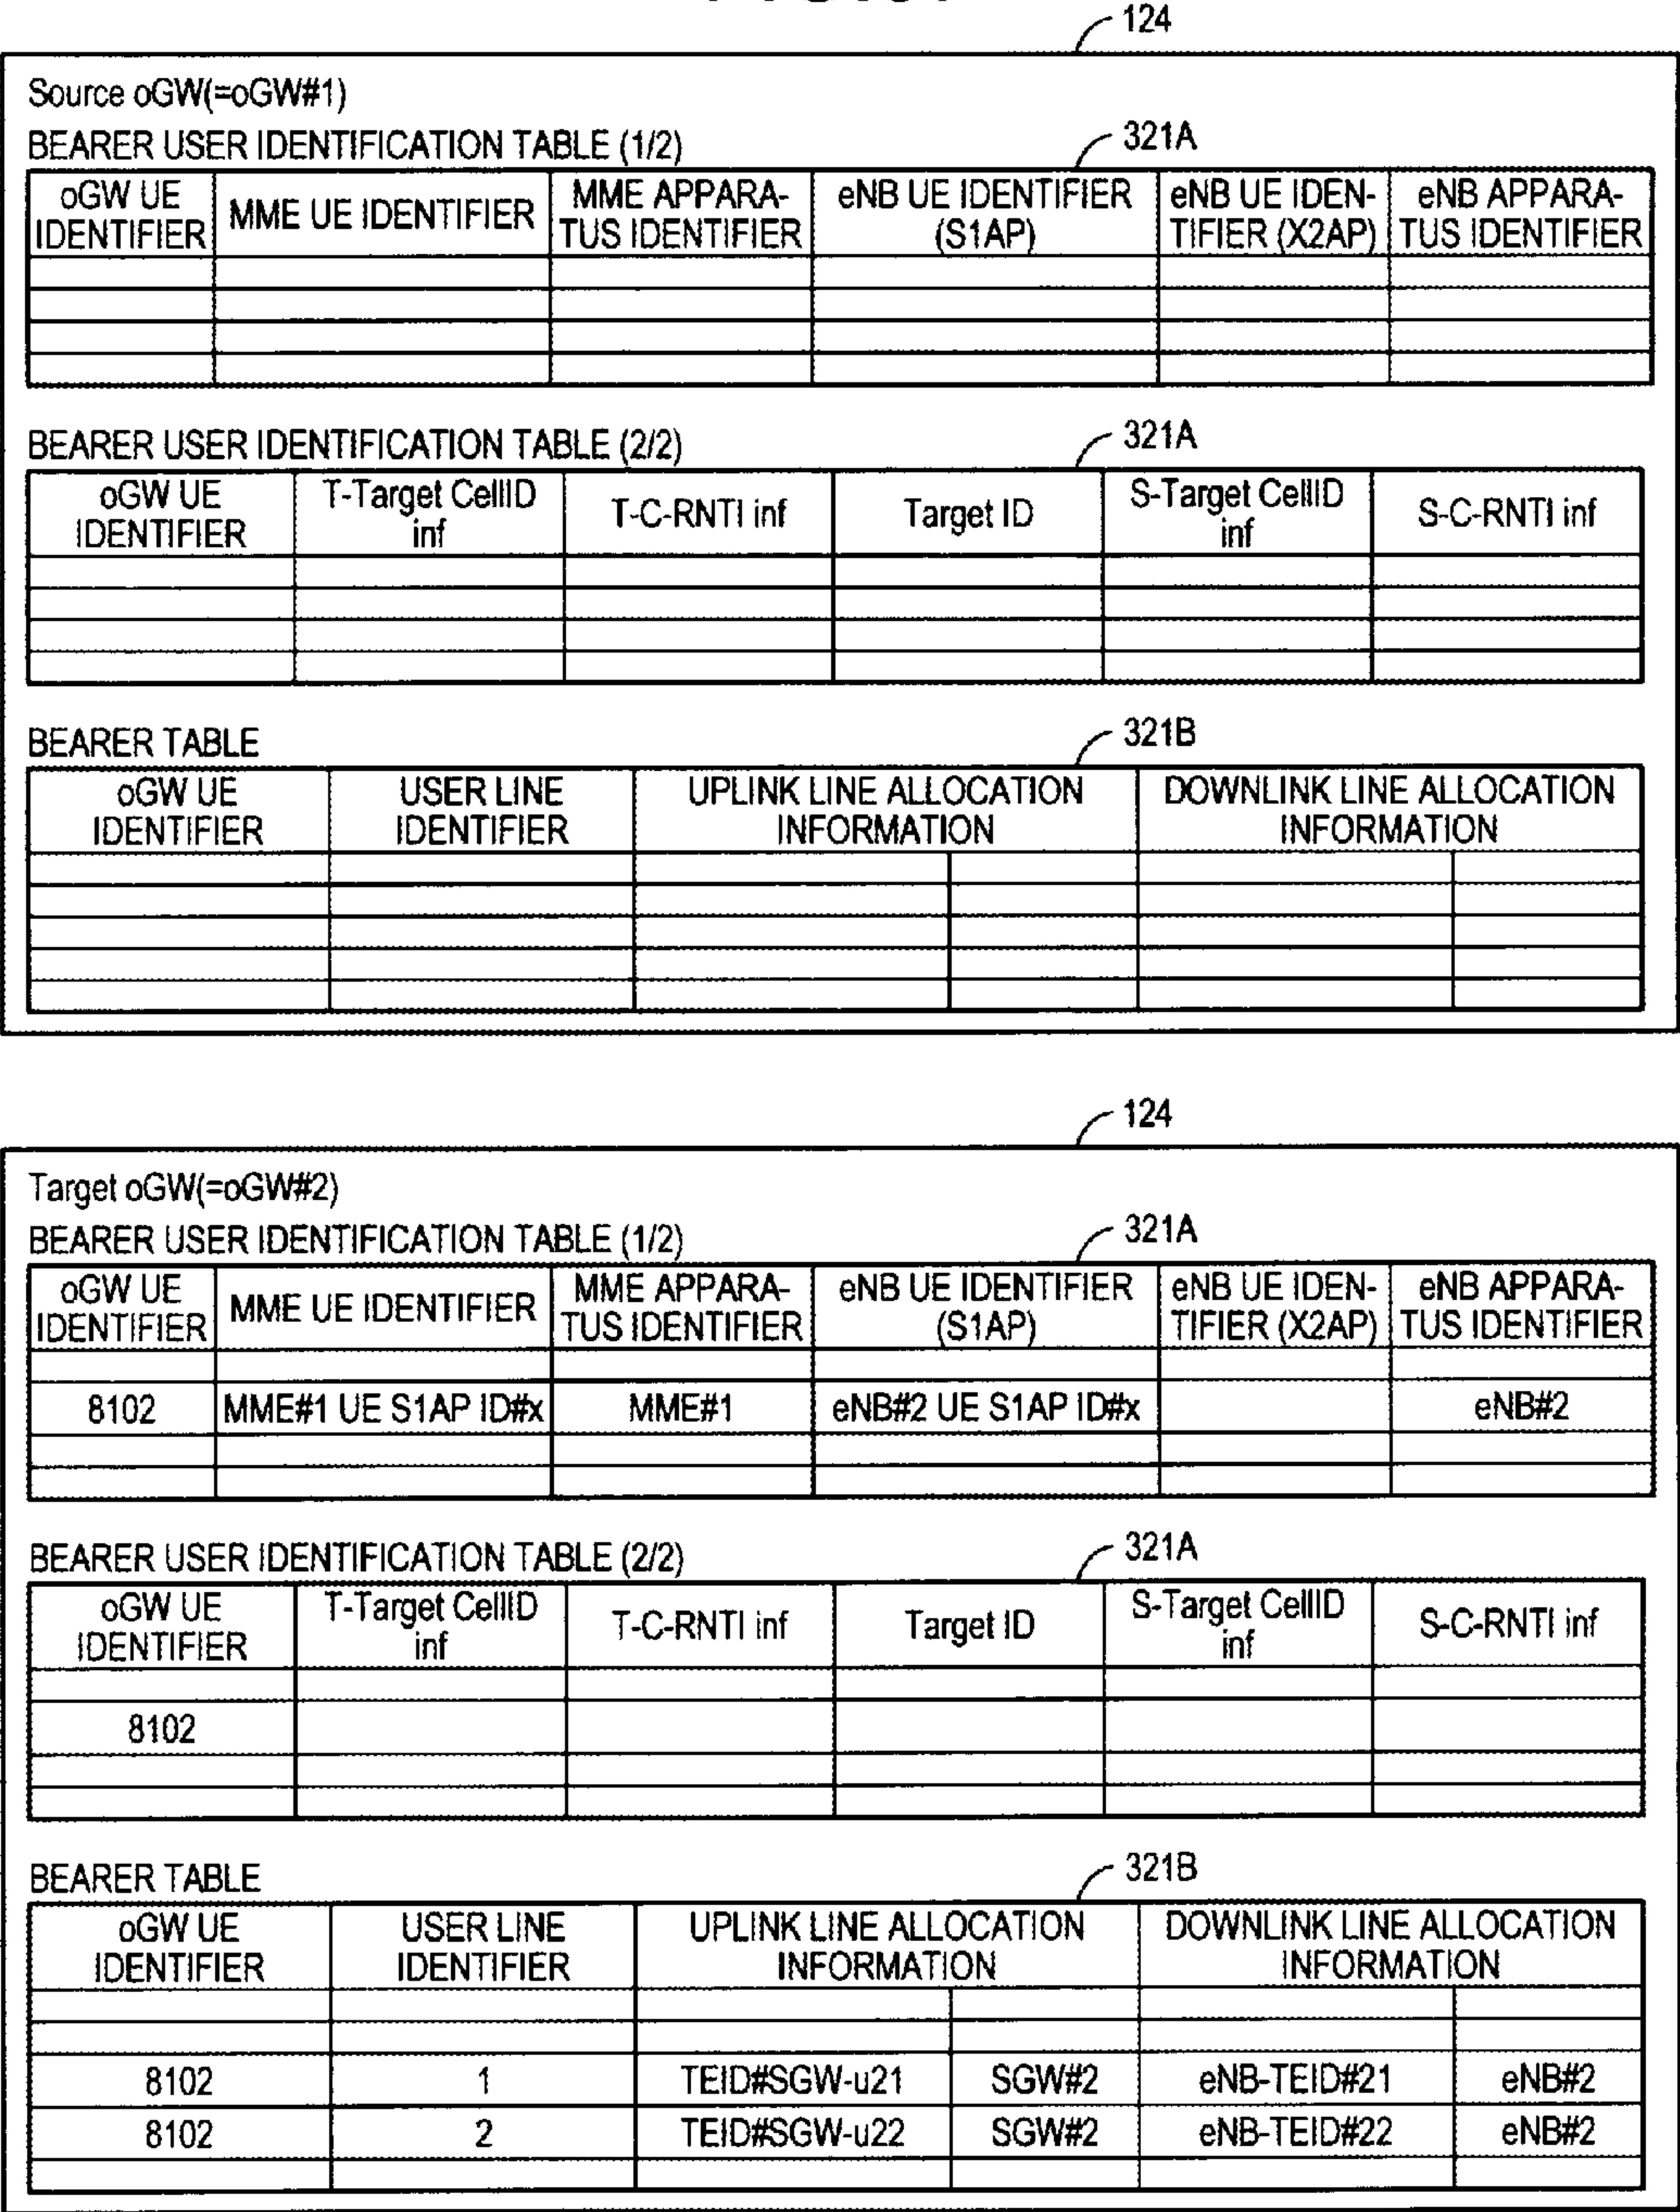 124
Source oGW(=oGW#1)
BEARER USER IDENTIFICATION TABLE (1/2)
321A
oGW UE IDENTIFIER
MME UE IDENTIFIER
MME APPARA-TUS IDENTIFIER
eNB UE IDENTIFIER (S1AP)
eNB UE IDEN-TIFIER (X2AP)
eNB APPARA-TUS IDENTIFIER
BEARER USER IDENTIFICATION TABLE (2/2)
321A
oGW UE IDENTIFIER
T-Target CellID inf
T-C-RNTI inf
Target ID
S-Target CellID inf
S-C-RNTI inf
BEARER TABLE
321B
oGW UE IDENTIFIER
USER LINE IDENTIFIER
UPLINK LINE ALLOCATION INFORMATION
DOWNLINK LINE ALLOCATION INFORMATION
124
Target oGW(=oGW#2)
BEARER USER IDENTIFICATION TABLE (1/2)
321A
oGW UE IDENTIFIER
MME UE IDENTIFIER
MME APPARA-TUS IDENTIFIER
eNB UE IDENTIFIER (S1AP)
eNB UE IDEN-TIFIER (X2AP)
eNB APPARA-TUS IDENTIFIER
8102 MME#1 UE S1AP ID#x MME#1 eNB#2 UE S1AP ID#x eNB#2
BEARER USER IDENTIFICATION TABLE (2/2)
321A
oGW UE IDENTIFIER
T-Target CellID inf
T-C-RNTI inf
Target ID
S-Target CellID inf
S-C-RNTI inf
8102
BEARER TABLE
321B
oGW UE IDENTIFIER
USER LINE IDENTIFIER
UPLINK LINE ALLOCATION INFORMATION
DOWNLINK LINE ALLOCATION INFORMATION
8102 1 TEID#SGW-u21 SGW#2 eNB-TEID#21 eNB#2
8102 2 TEID#SGW-u22 SGW#2 eNB-TEID#22 eNB#2